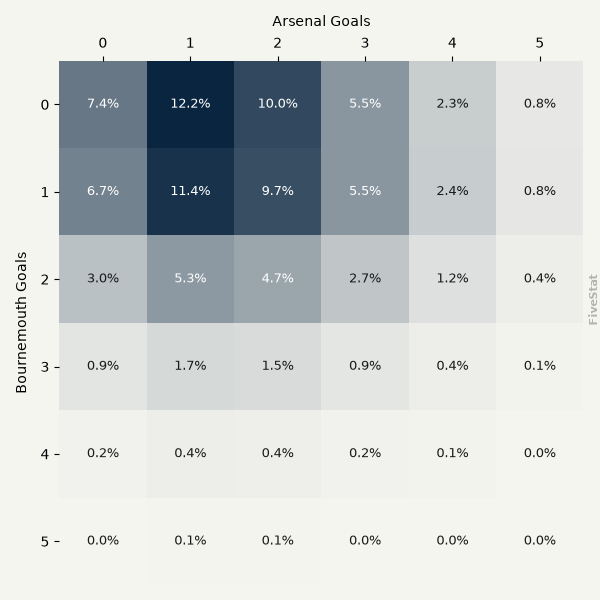 Arsenal Goals
0 1 2 3 4 5
0 7.4% 12.2% 10.0% 5.5% 2.3% 0.8%
1 6.7% 11.4% 9.7% 5.5% 2.4% 0.8%
2 3.0% 5.3% 4.7% 2.7% 1.2% 0.4%
3 0.9% 1.7% 1.5% 0.9% 0.4% 0.1%
4 0.2% 0.4% 0.4% 0.2% 0.1% 0.0%
5 0.0% 0.1% 0.1% 0.0% 0.0% 0.0%
Bournemouth Goals
FiveStat